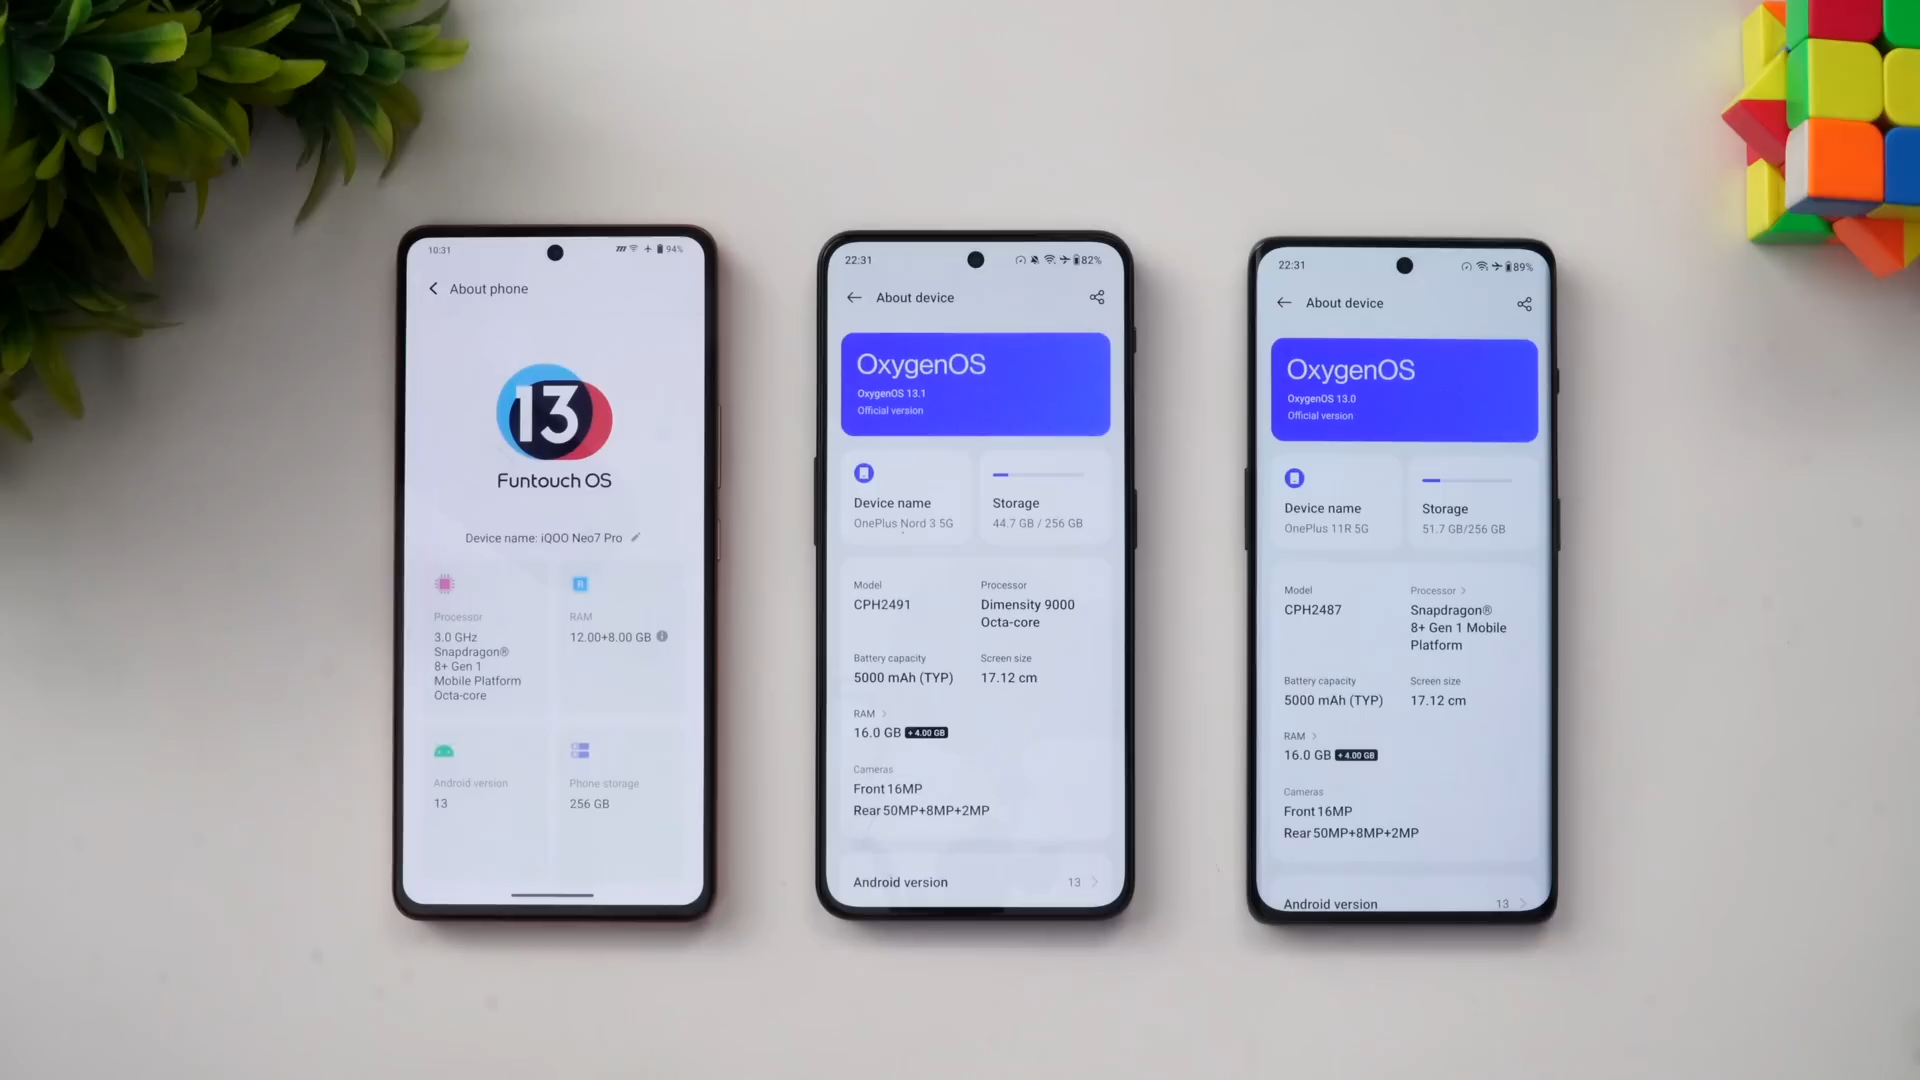 10:31
94%
About phone
13
Funtouch OS
Device name: iQOO Neo7 Pro
Processor
3.0 GHz
Snapdragon®
8+ Gen 1
Mobile Platform
Octa-core
RAM
12.00+8.00 GB
Android version
13
Phone storage
256 GB
22:31
82%
About device
OxygenOS
OxygenOS 13.1
Official version
Device name
OnePlus Nord 3 5G
Storage
44.7 GB / 256 GB
Model
CPH2491
Processor
Dimensity 9000
Octa-core
Battery capacity
5000 mAh (TYP)
Screen size
17.12 cm
RAM >
16.0 GB + 4.00 GB
Cameras
Front 16MP
Rear 50MP+8MP+2MP
Android version 13 >
22:31
89%
About device
OxygenOS
OxygenOS 13.0
Official version
Device name
OnePlus 11R 5G
Storage
51.7 GB/256 GB
Model
CPH2487
Processor >
Snapdragon®
8+ Gen 1 Mobile
Platform
Battery capacity
5000 mAh (TYP)
Screen size
17.12 cm
RAM >
16.0 GB + 4.00 GB
Cameras
Front 16MP
Rear 50MP+8MP+2MP
Android version 13 >